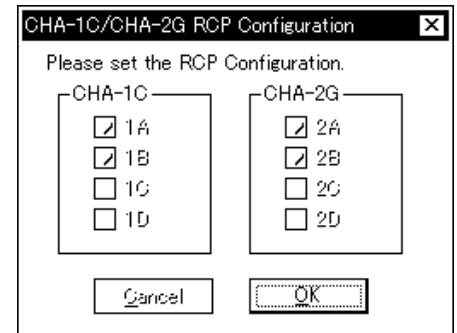 CHA-1C/CHA-2G RCP Configuration
Please set the RCP Configuration.
CHA-1C
CHA-2G
1A
2A
1B
2B
1C
2C
1D
2D
Cancel
OK